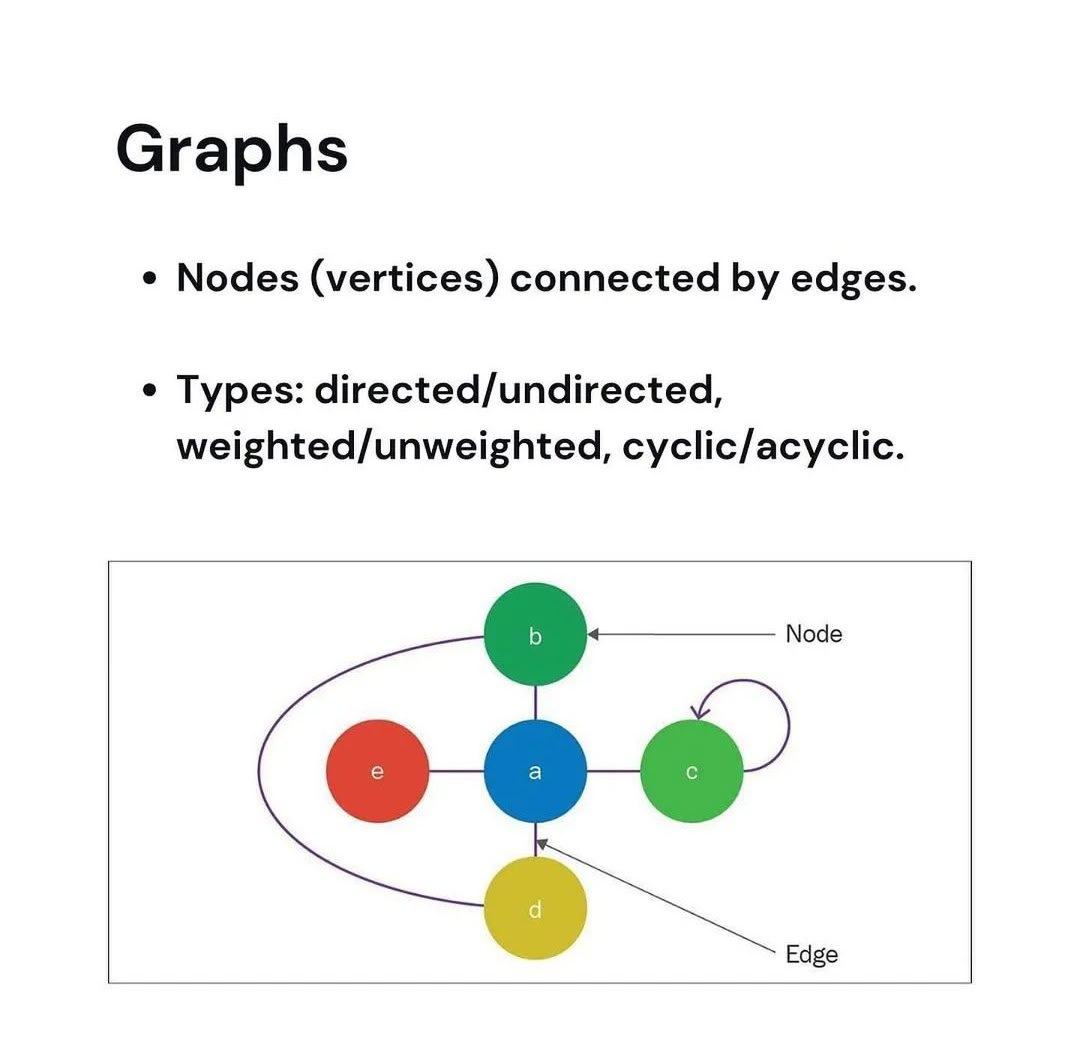 Graphs
• Nodes (vertices) connected by edges.
• Types: directed/undirected,
weighted/unweighted, cyclic/acyclic.
b
Node
e
a
c
d
Edge